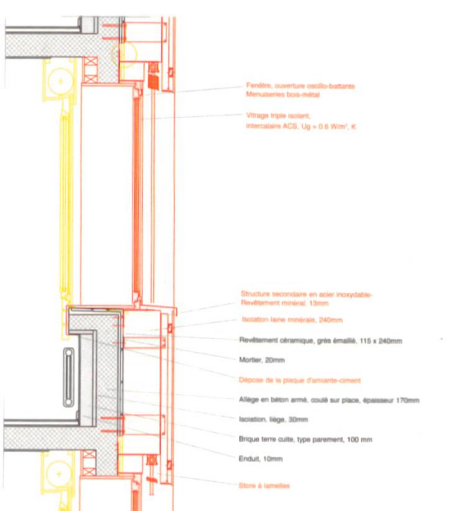 Fenêtre, ouverture oscillo-battante
Menuiseries bois-métal
Vitrage triple isolant,
intercalaire ACS, Ug = 0.6 W/m², K
Structure secondaire en acier inoxydable-
Revêtement minéral, 13mm
Isolation laine minérale, 240mm
Revêtement céramique, grès émaillé, 115 x 240mm
Mortier, 20mm
Dépose de la plaque d'amiante-ciment
Allège en béton armé, coulé sur place, épaisseur 170mm
Isolation, liège, 30mm
Brique terre cuite, type parement, 100 mm
Enduit, 10mm
Store à lamelles